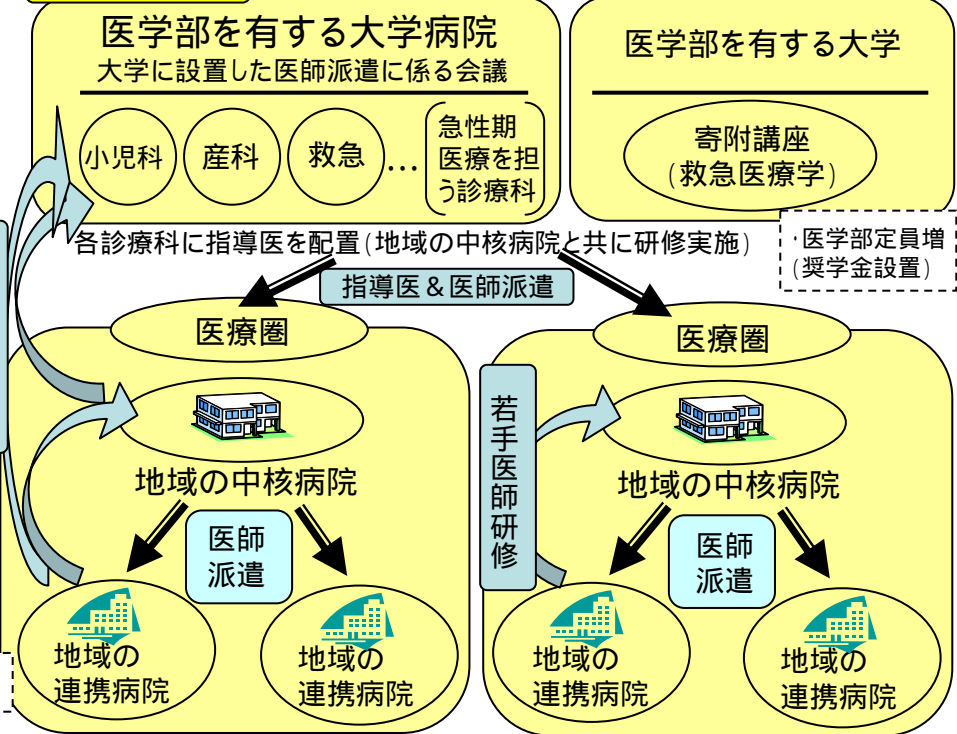 医学部を有する大学病院
大学に設置した医師派遣に係る会議
小児科
産科
救急
…
急性期
医療を担
う診療科
医学部を有する大学
寄附講座
(救急医療学)
各診療科に指導医を配置(地域の中核病院と共に研修実施)
・医学部定員増
(奨学金設置)
指導医＆医師派遣
医療圏
地域の中核病院
医師
派遣
地域の
連携病院
地域の
連携病院
医療圏
若手医師研修
地域の中核病院
医師
派遣
地域の
連携病院
地域の
連携病院